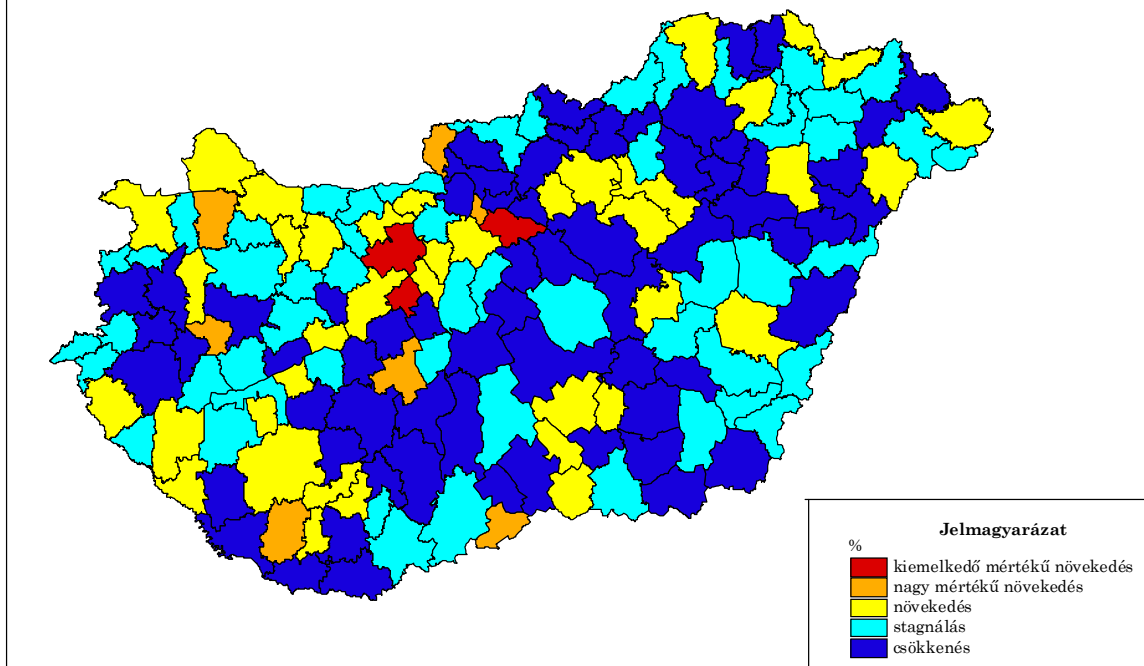 Jelmagyarázat
%
kiemelkedő mértékű növekedés
nagy mértékű növekedés
növekedés
stagnálás
csökkenés